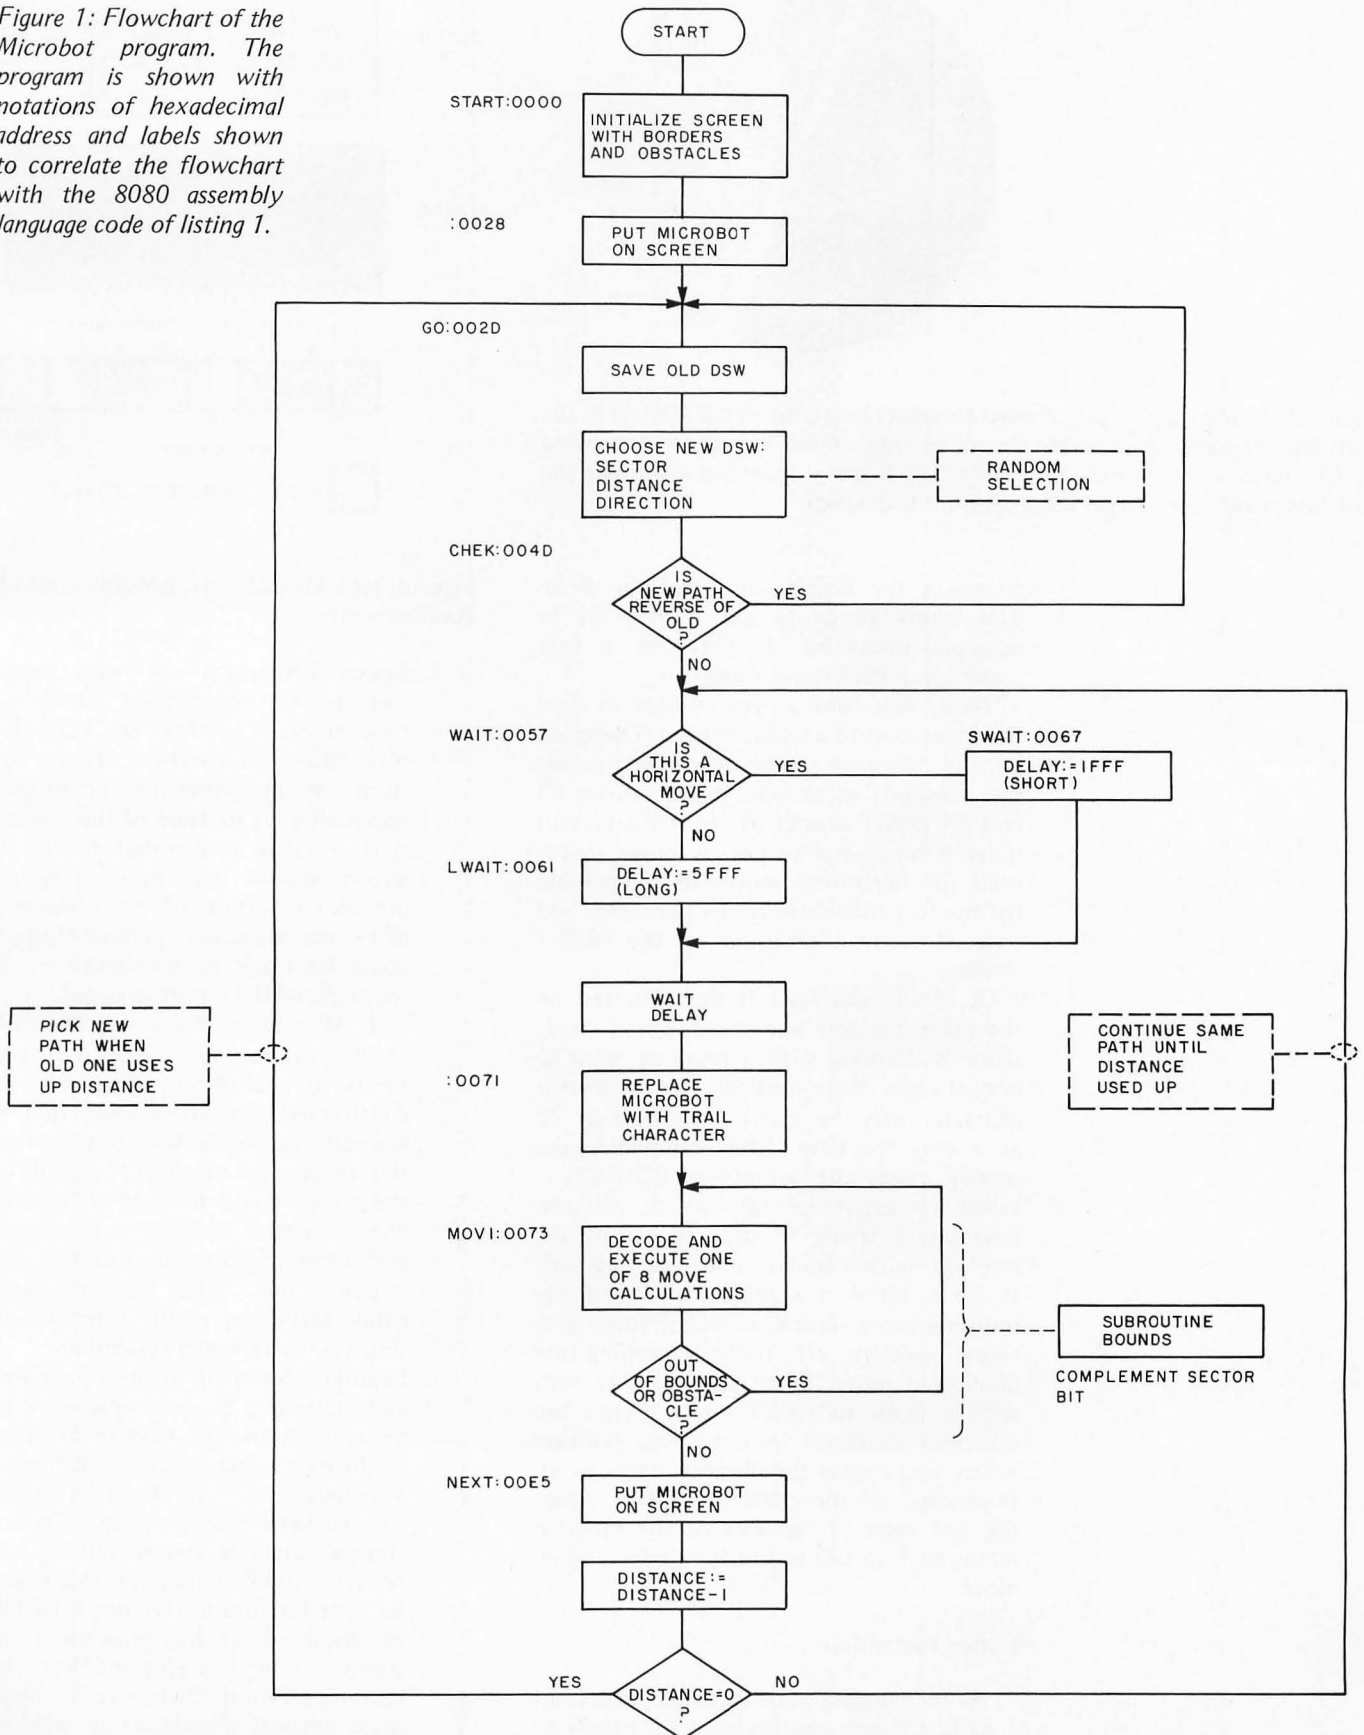 Figure 1: Flowchart of the
Microbot program. The
program is shown with
notations of hexadecimal
address and labels shown
to correlate the flowchart
with the 8080 assembly
language code of listing 1.
START
START:0000
INITIALIZE SCREEN
WITH BORDERS
AND OBSTACLES
:0028
PUT MICROBOT
ON SCREEN
GO:002D
SAVE OLD DSW
CHOOSE NEW DSW:
SECTOR
DISTANCE
DIRECTION
RANDOM
SELECTION
CHEK:004D
IS
NEW PATH
REVERSE OF
OLD
?
YES
NO
WAIT:0057
IS
THIS A
HORIZONTAL
MOVE
?
YES
SWAIT:0067
DELAY:=1FFF
(SHORT)
NO
LWAIT:0061
DELAY:=5FFF
(LONG)
WAIT
DELAY
PICK NEW
PATH WHEN
OLD ONE USES
UP DISTANCE
CONTINUE SAME
PATH UNTIL
DISTANCE
USED UP
:0071
REPLACE
MICROBOT
WITH TRAIL
CHARACTER
MOV1:0073
DECODE AND
EXECUTE ONE
OF 8 MOVE
CALCULATIONS
SUBROUTINE
BOUNDS
COMPLEMENT SECTOR
BIT
OUT
OF BOUNDS
OR OBSTA-
CLE
?
YES
NO
NEXT:00E5
PUT MICROBOT
ON SCREEN
DISTANCE:=
DISTANCE-1
YES
DISTANCE=0
?
NO